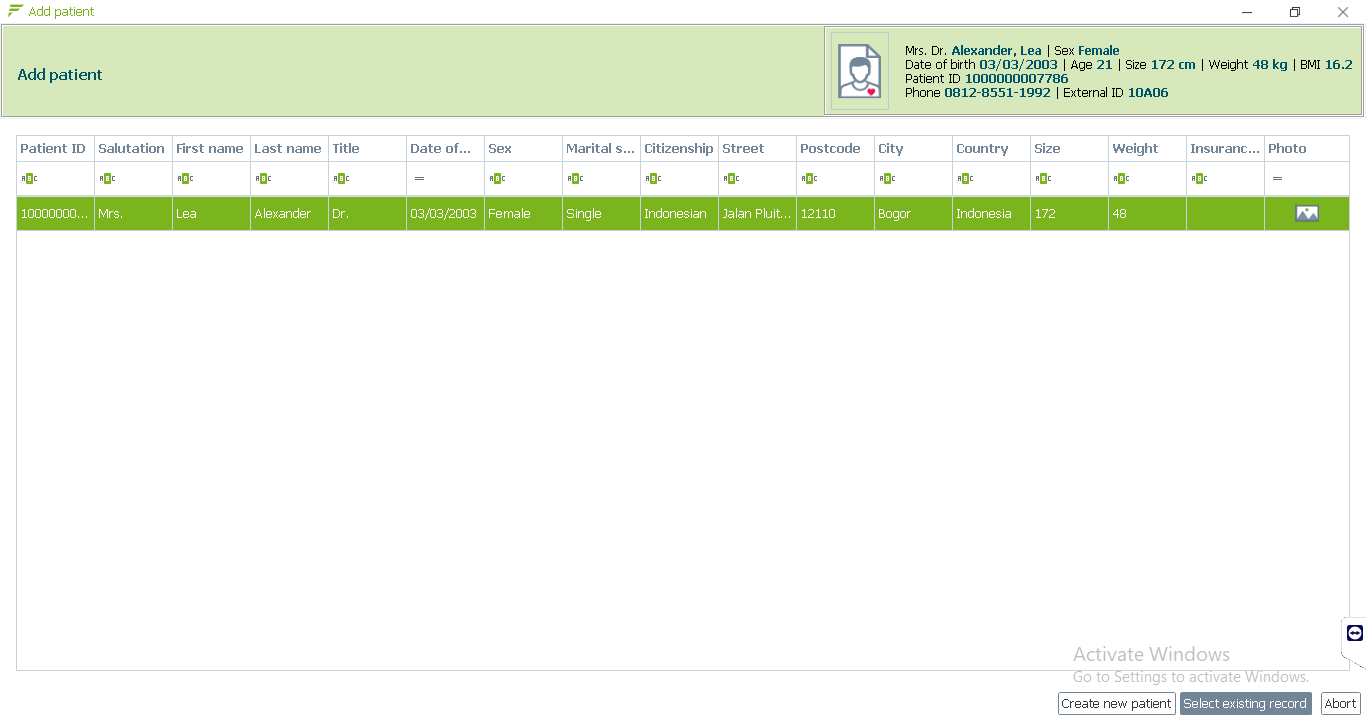 Add patient
Add patient
Mrs. Dr. Alexander, Lea | Sex Female
Date of birth 03/03/2003 | Age 21 | Size 172 cm | Weight 48 kg | BMI 16.2
Patient ID 1000000007786
Phone 0812-8551-1992 | External ID 10A06
Patient ID Salutation First name Last name Title Date of... Sex Marital s... Citizenship Street Postcode City Country Size Weight Insuranc... Photo
ABC ABC ABC ABC ABC = ABC ABC ABC ABC ABC ABC ABC ABC ABC ABC =
10000000... Mrs. Lea Alexander Dr. 03/03/2003 Female Single Indonesian Jalan Pluit... 12110 Bogor Indonesia 172 48
Activate Windows
Go to Settings to activate Windows.
Create new patient Select existing record Abort